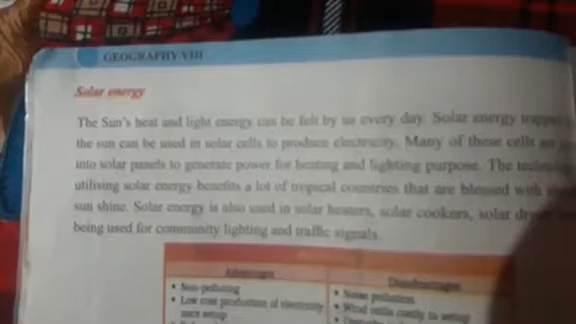 GEOGRAPHY VIII
Solar energy
The Sun's heat and light energy can be felt by us every day. Solar energy trapped
the sun can be used in solar cells to produce electricity. Many of these cells are
into solar panels to generate power for heating and lighting purpose. The
utilising solar energy benefits a lot of tropical countries that are blessed with
sun shine. Solar energy is also used in solar heaters, solar cookers, solar
being used for community lighting and traffic signals.
Advantages
Disadvantages
• Non-polluting
• Noise pollution
• Low cost production of electricity
• Wind mills costly to setup
once setup